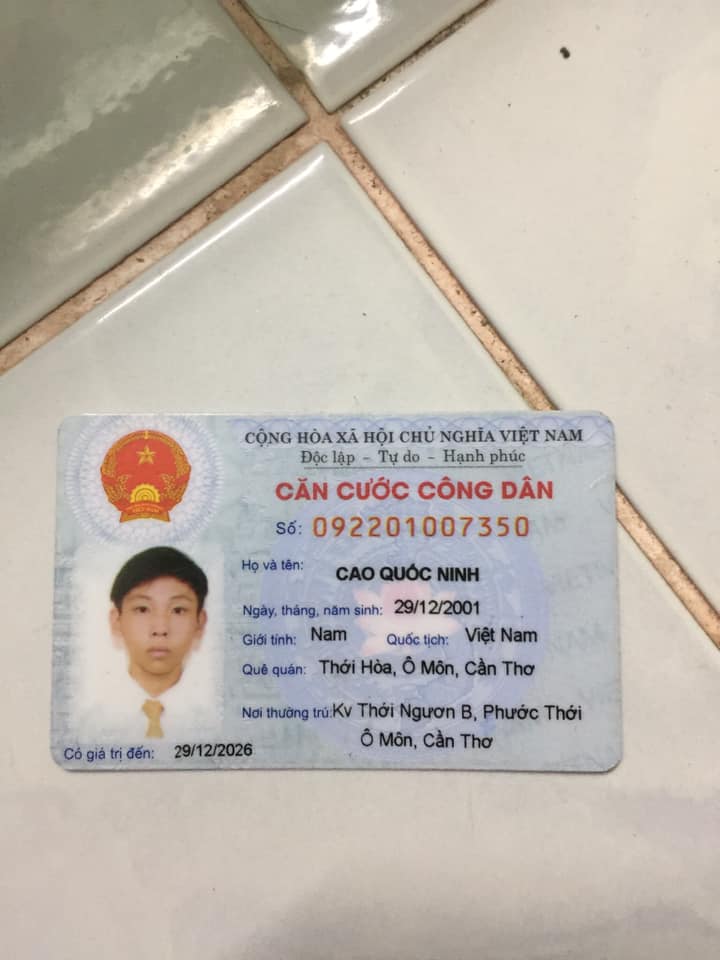 CỘNG HÒA XÃ HỘI CHỦ NGHĨA VIỆT NAM
Độc lập – Tự do – Hạnh phúc
CĂN CƯỚC CÔNG DÂN
Số: 092201007350
Họ và tên: CAO QUỐC NINH
Ngày, tháng, năm sinh: 29/12/2001
Giới tính: Nam Quốc tịch: Việt Nam
Quê quán: Thới Hòa, Ô Môn, Cần Thơ
Nơi thường trú: Kv Thới Ngươn B, Phước Thới
Ô Môn, Cần Thơ
Có giá trị đến: 29/12/2026